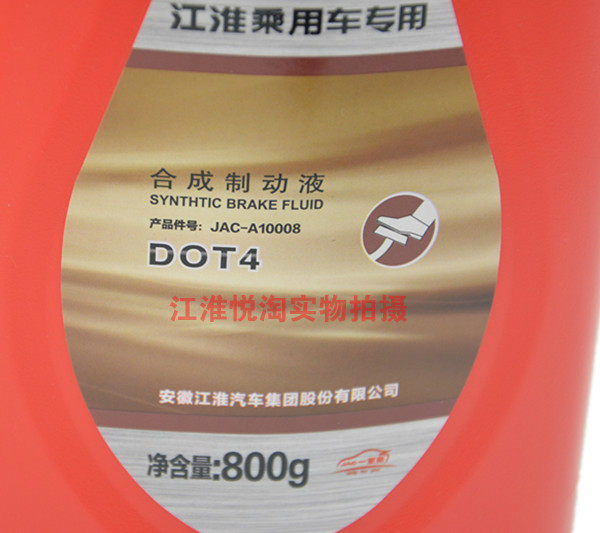 江淮乘用车专用
合成制动液
SYNTHTIC BRAKE FLUID
产品件号: JAC-A10008
DOT4
江淮悦淘实物拍摄
安徽江淮汽车集团股份有限公司
净含量:800g